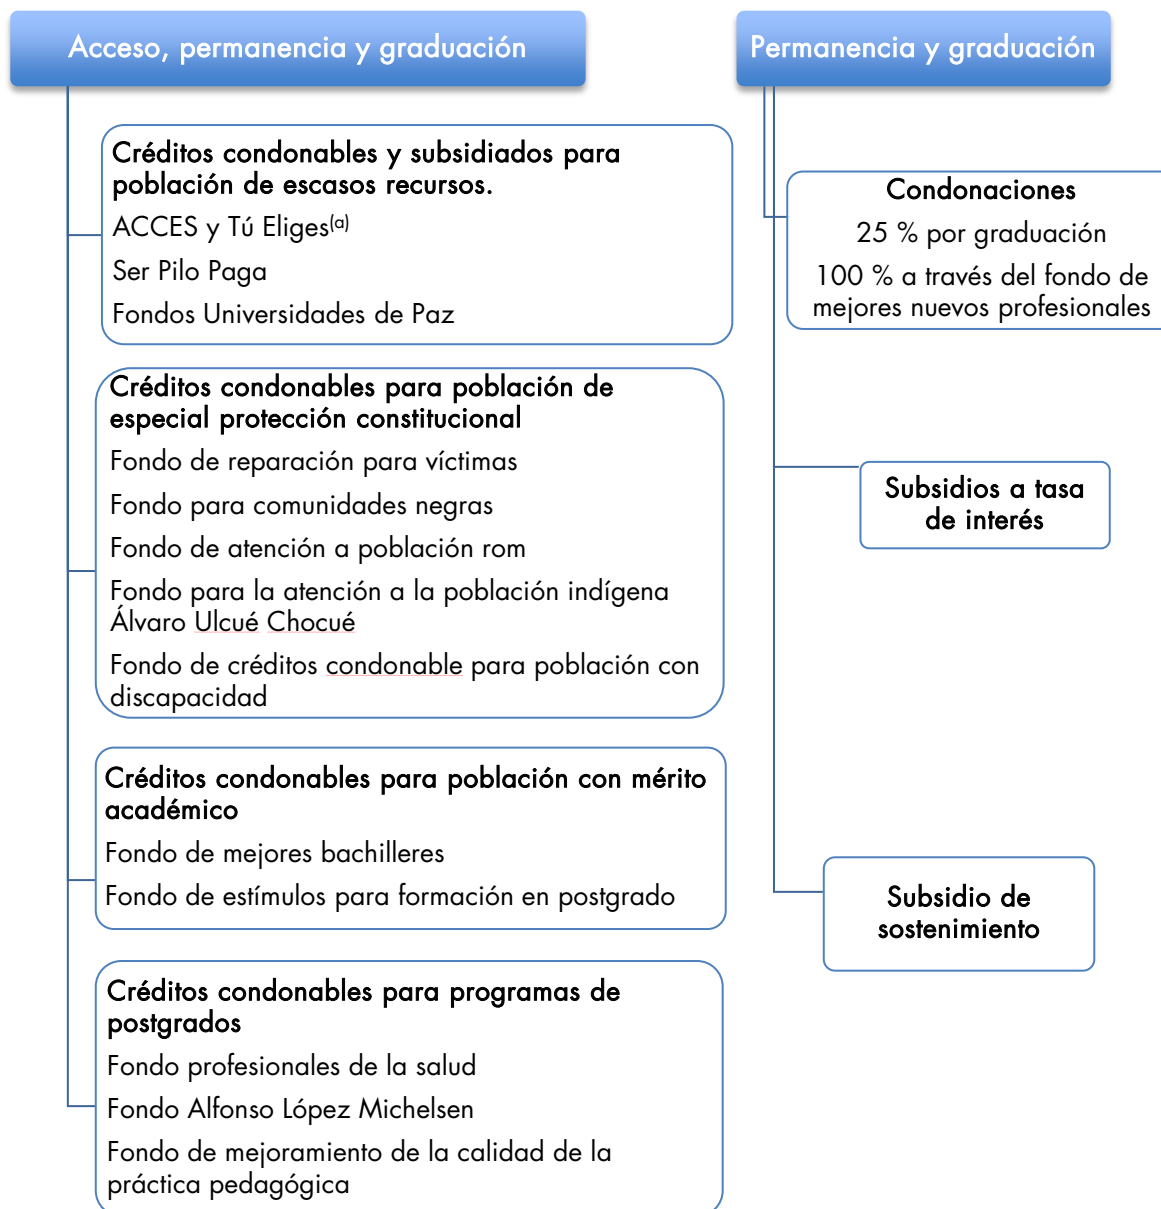 Acceso, permanencia y graduación
Créditos condonables y subsidiados para
población de escasos recursos.
ACCES y Tú Eliges(a)
Ser Pilo Paga
Fondos Universidades de Paz
Créditos condonables para población de
especial protección constitucional
Fondo de reparación para víctimas
Fondo para comunidades negras
Fondo de atención a población rom
Fondo para la atención a la población indígena
Álvaro Ulcué Chocué
Fondo de créditos condonable para población con
discapacidad
Créditos condonables para población con mérito
académico
Fondo de mejores bachilleres
Fondo de estímulos para formación en postgrado
Créditos condonables para programas de
postgrados
Fondo profesionales de la salud
Fondo Alfonso López Michelsen
Fondo de mejoramiento de la calidad de la
práctica pedagógica
Permanencia y graduación
Condonaciones
25 % por graduación
100 % a través del fondo de
mejores nuevos profesionales
Subsidios a tasa
de interés
Subsidio de
sostenimiento